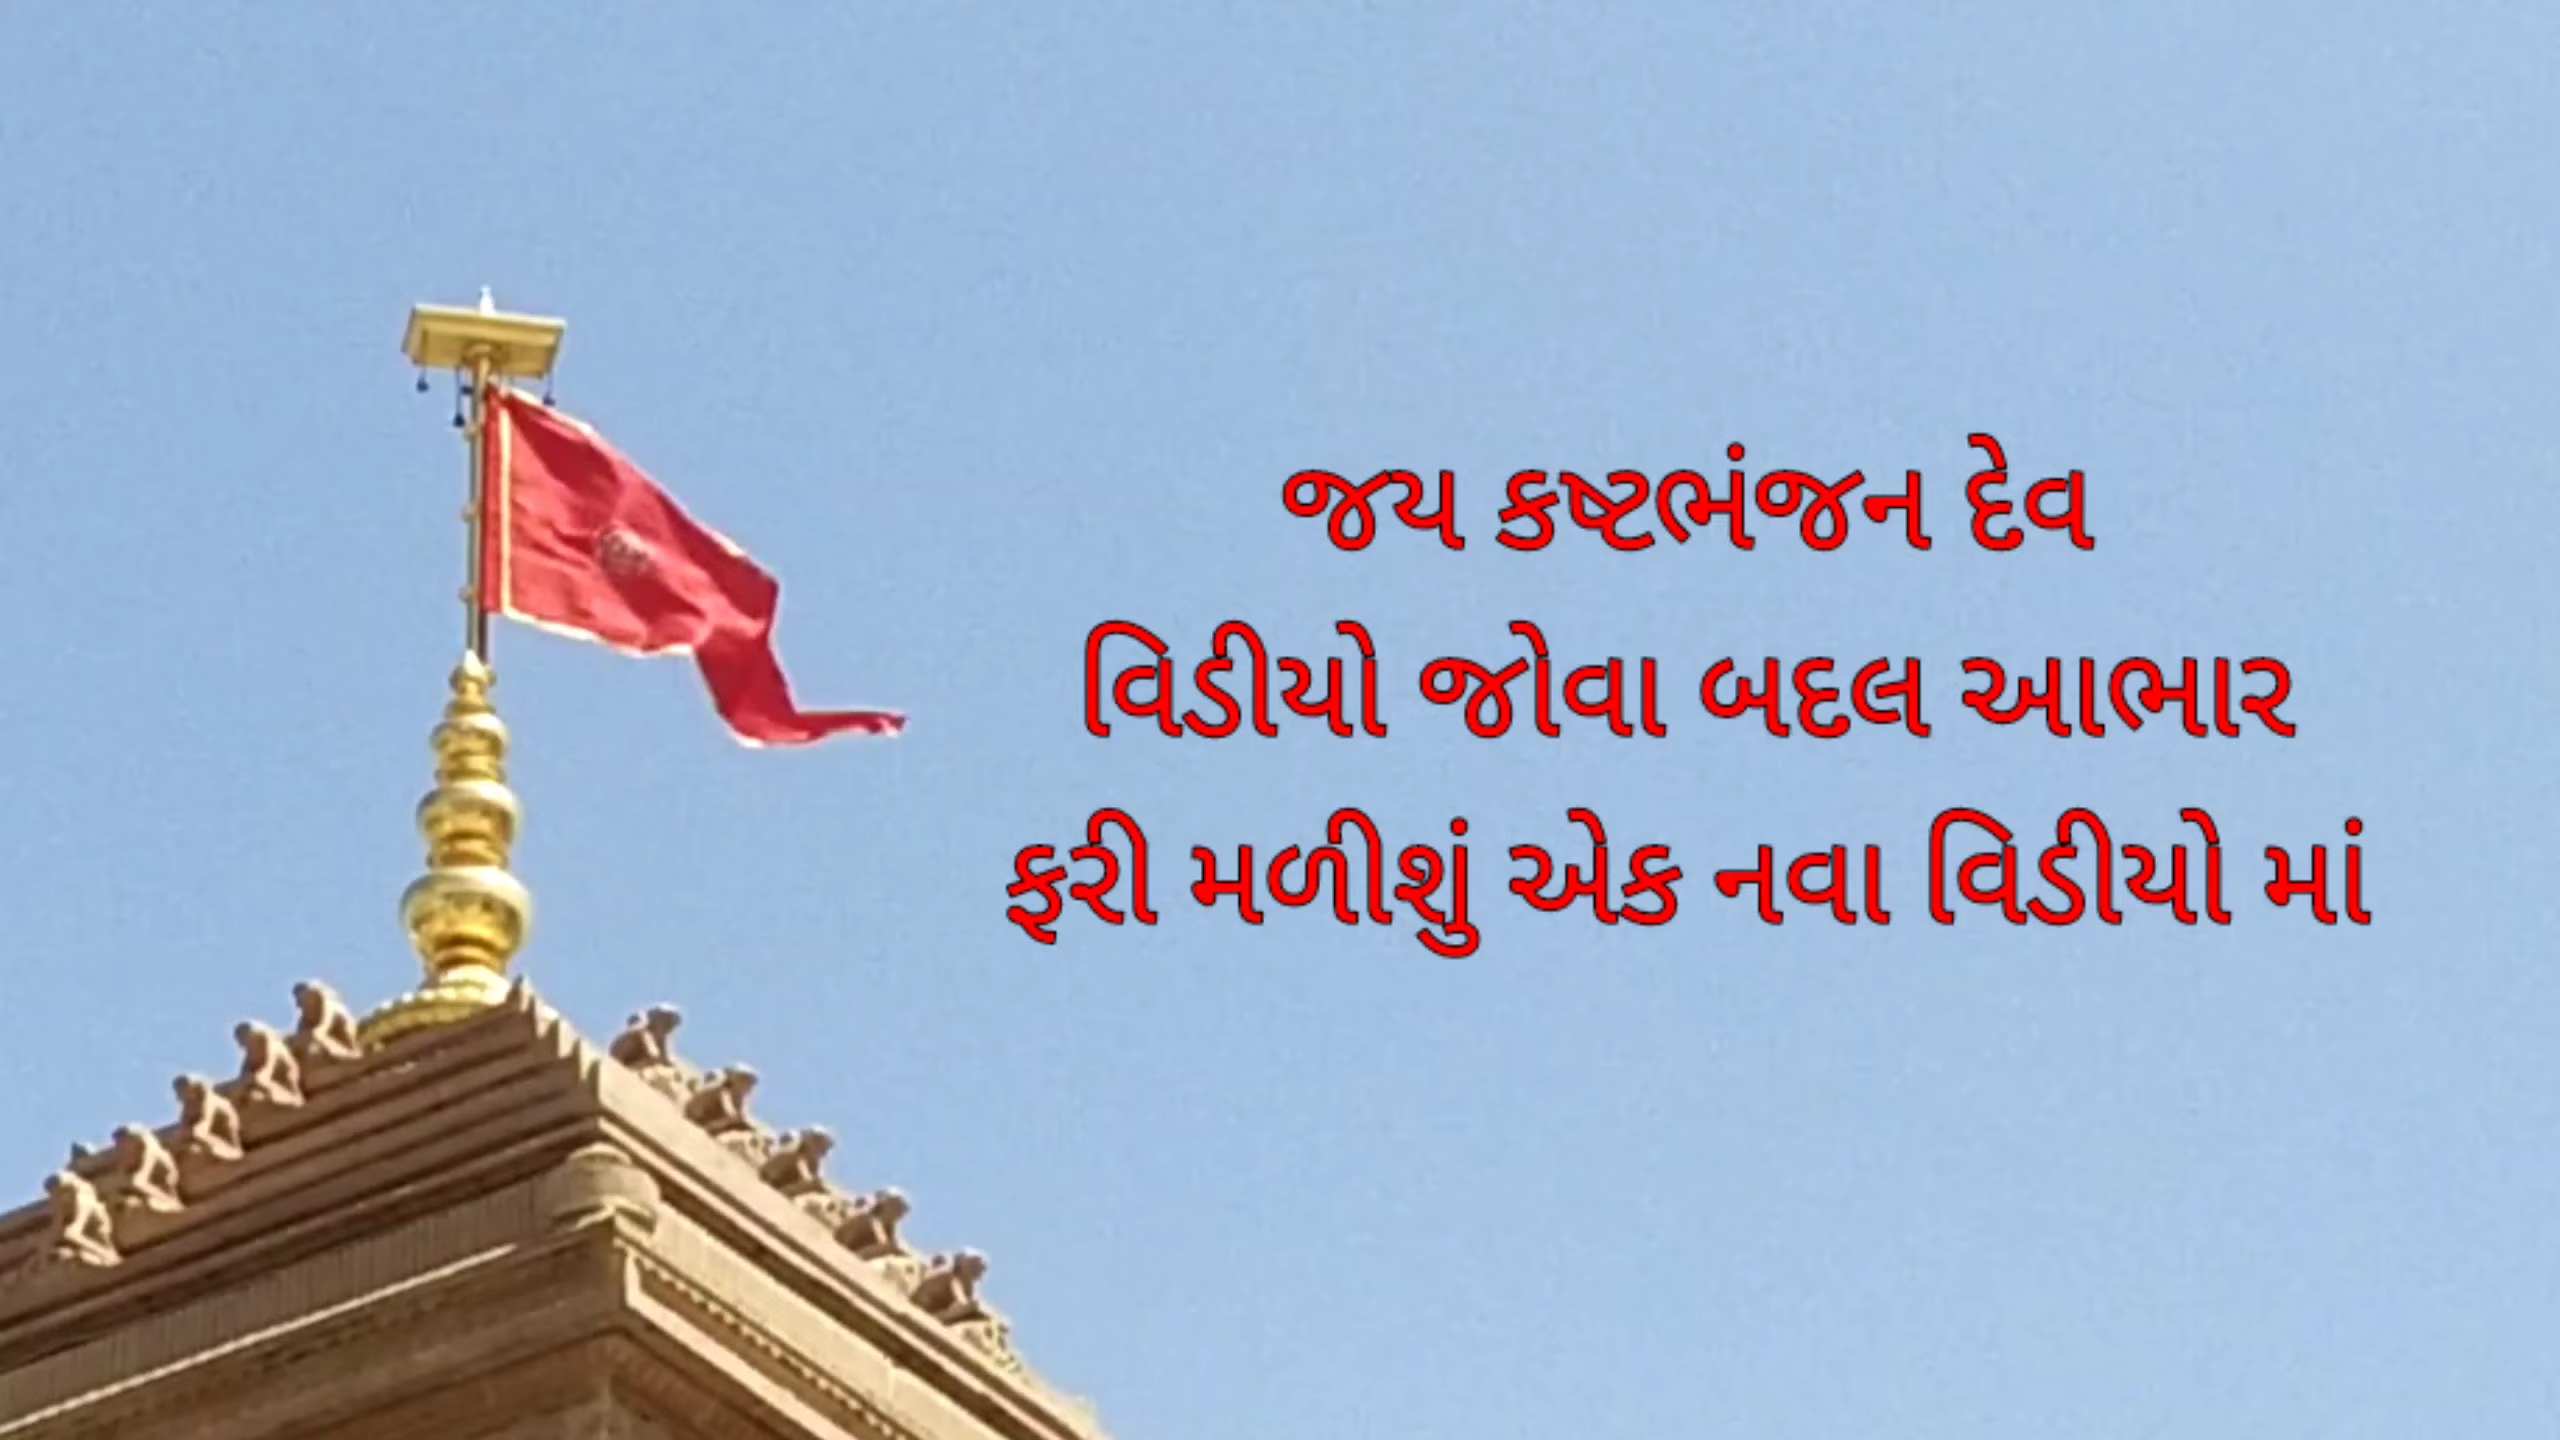 જય કષ્ટભંજન દેવ
વિડીયો જોવા બદલ આભાર
ફરી મળીશું એક નવા વિડીયો માં